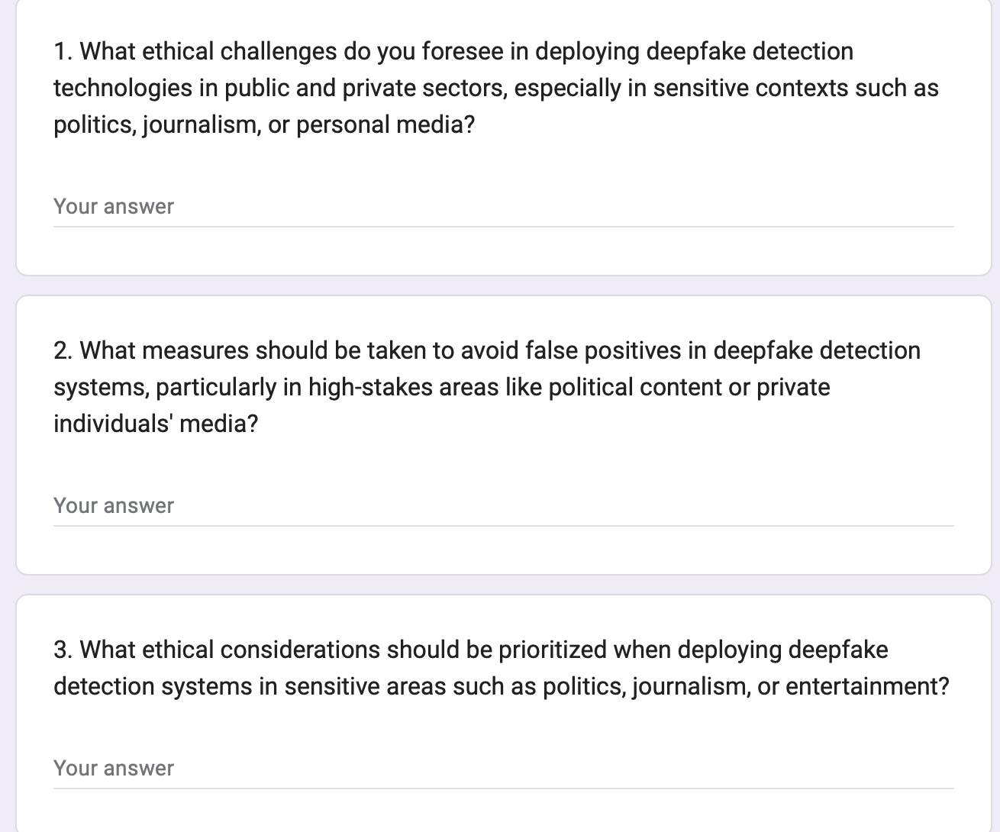 1. What ethical challenges do you foresee in deploying deepfake detection
technologies in public and private sectors, especially in sensitive contexts such as
politics, journalism, or personal media?
Your answer
2. What measures should be taken to avoid false positives in deepfake detection
systems, particularly in high-stakes areas like political content or private
individuals' media?
Your answer
3. What ethical considerations should be prioritized when deploying deepfake
detection systems in sensitive areas such as politics, journalism, or entertainment?
Your answer